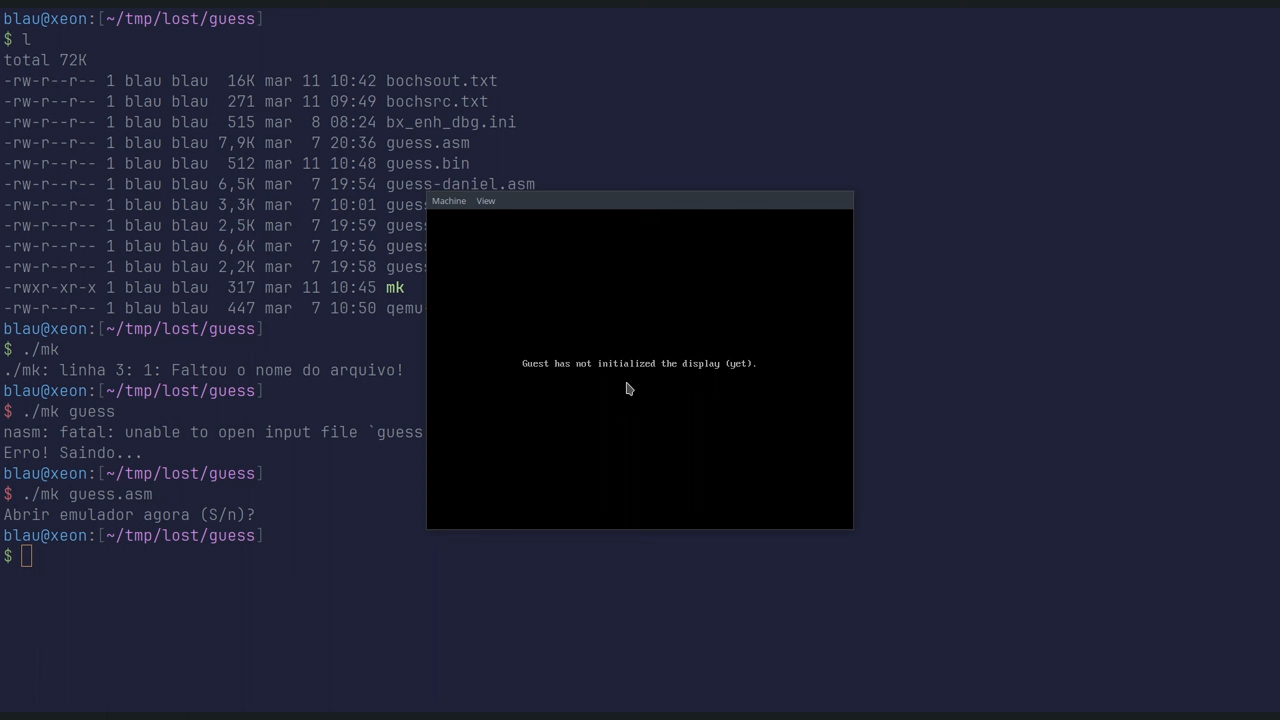 blau@xeon:[~/tmp/lost/guess]
$ l
total 72K
-rw-r--r-- 1 blau blau  16K mar 11 10:42 bochsout.txt
-rw-r--r-- 1 blau blau  271 mar 11 09:49 bochsrc.txt
-rw-r--r-- 1 blau blau  515 mar  8 08:24 bx_enh_dbg.ini
-rw-r--r-- 1 blau blau 7,9K mar  7 20:36 guess.asm
-rw-r--r-- 1 blau blau  512 mar 11 10:48 guess.bin
-rw-r--r-- 1 blau blau 6,5K mar  7 19:54 guess-daniel.asm
-rw-r--r-- 1 blau blau 3,3K mar  7 10:01 guess
-rw-r--r-- 1 blau blau 2,5K mar  7 19:59 guess
-rw-r--r-- 1 blau blau 6,6K mar  7 19:56 guess
-rw-r--r-- 1 blau blau 2,2K mar  7 19:58 guess
-rwxr-xr-x 1 blau blau  317 mar 11 10:45 mk
-rw-r--r-- 1 blau blau  447 mar  7 10:50 qemu
blau@xeon:[~/tmp/lost/guess]
$ ./mk
./mk: linha 3: 1: Faltou o nome do arquivo!
blau@xeon:[~/tmp/lost/guess]
$ ./mk guess
nasm: fatal: unable to open input file `guess
Erro! Saindo...
blau@xeon:[~/tmp/lost/guess]
$ ./mk guess.asm
Abrir emulador agora (S/n)?
blau@xeon:[~/tmp/lost/guess]
$
Machine View
Guest has not initialized the display (yet).